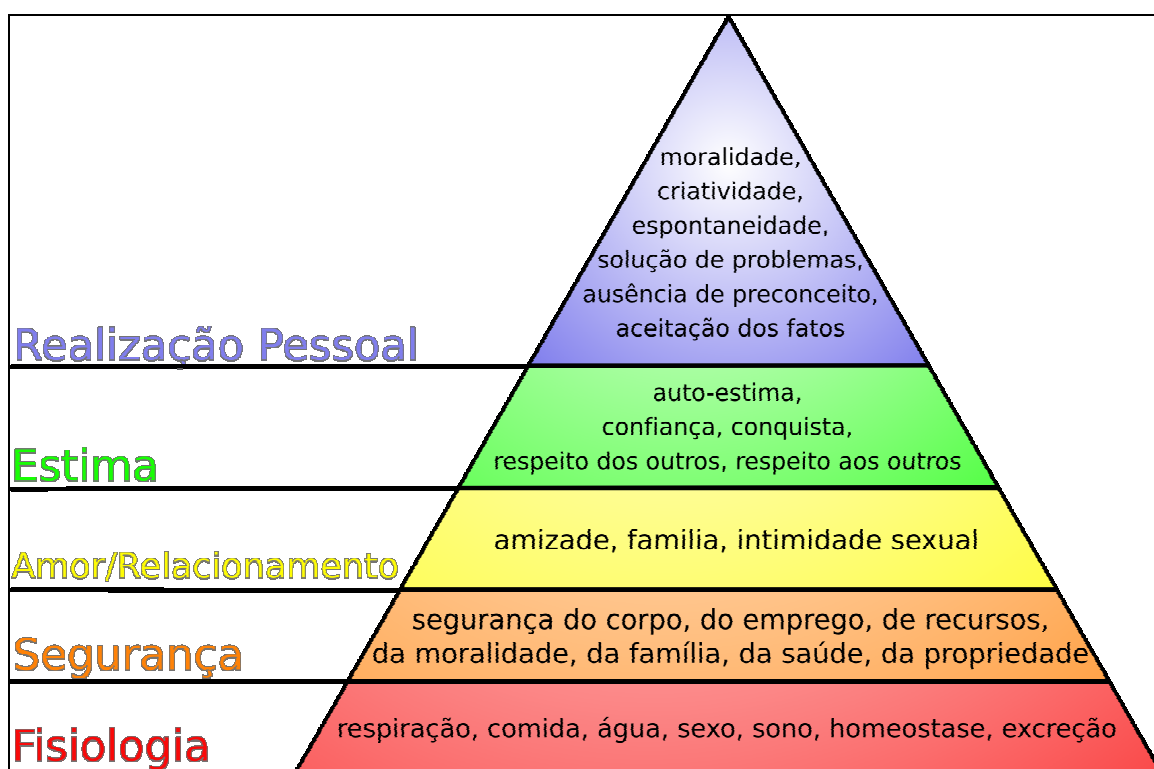 moralidade,
criatividade,
espontaneidade,
solução de problemas,
ausência de preconceito,
aceitação dos fatos
Realização Pessoal
auto-estima,
confiança, conquista,
respeito dos outros, respeito aos outros
Estima
amizade, familia, intimidade sexual
Amor/Relacionamento
segurança do corpo, do emprego, de recursos,
da moralidade, da família, da saúde, da propriedade
Segurança
respiração, comida, água, sexo, sono, homeostase, excreção
Fisiologia